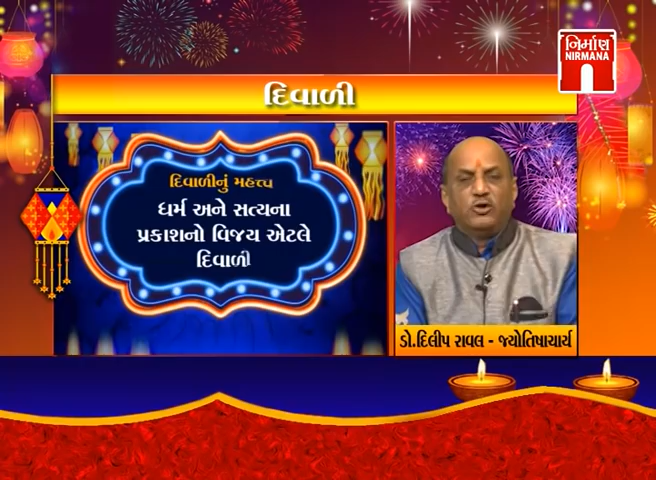 નિર્માણ
NIRMANA
દિવાળી
દિવાળીનું મહત્ત્વ
ધર્મ અને સત્યના
પ્રકાશનો વિજય એટલે
દિવાળી
ડો.દિલીપ રાવલ - જ્યોતિષાચાર્ય